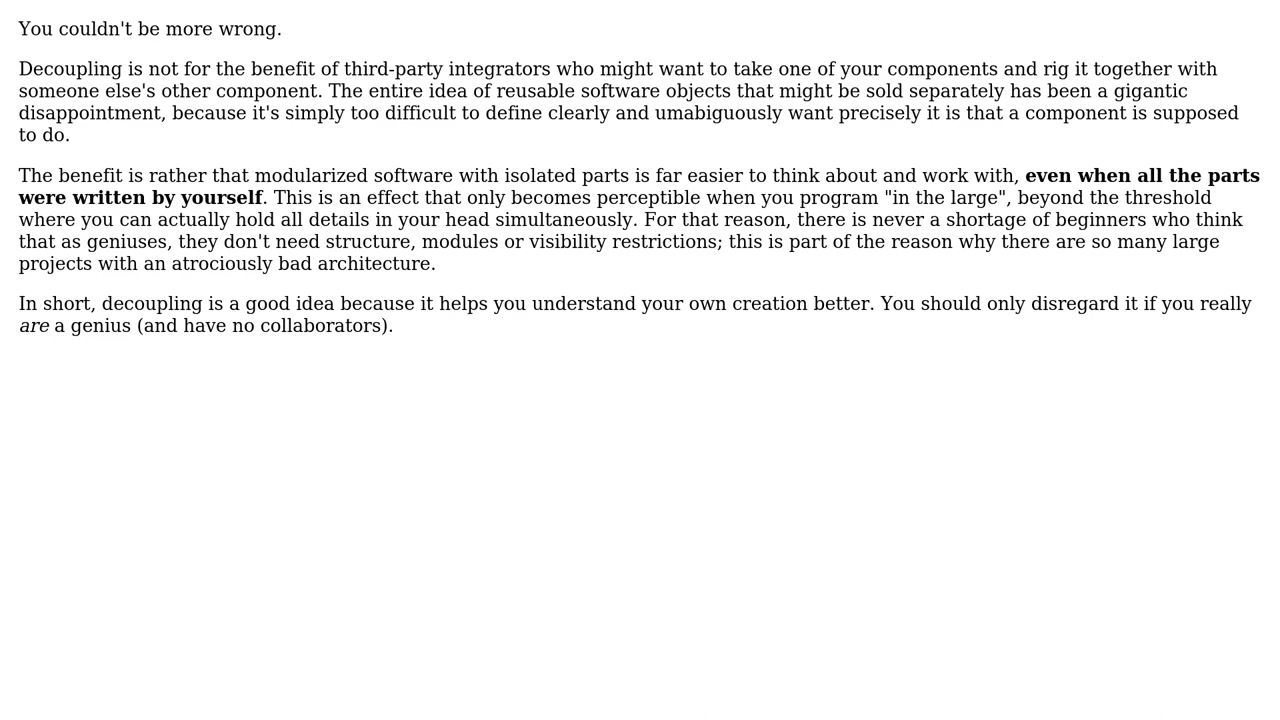 You couldn't be more wrong.
Decoupling is not for the benefit of third-party integrators who might want to take one of your components and rig it together with
someone else's other component. The entire idea of reusable software objects that might be sold separately has been a gigantic
disappointment, because it's simply too difficult to define clearly and umabiguously want precisely it is that a component is supposed
to do.
The benefit is rather that modularized software with isolated parts is far easier to think about and work with, even when all the parts
were written by yourself. This is an effect that only becomes perceptible when you program "in the large", beyond the threshold
where you can actually hold all details in your head simultaneously. For that reason, there is never a shortage of beginners who think
that as geniuses, they don't need structure, modules or visibility restrictions; this is part of the reason why there are so many large
projects with an atrociously bad architecture.
In short, decoupling is a good idea because it helps you understand your own creation better. You should only disregard it if you really
are a genius (and have no collaborators).